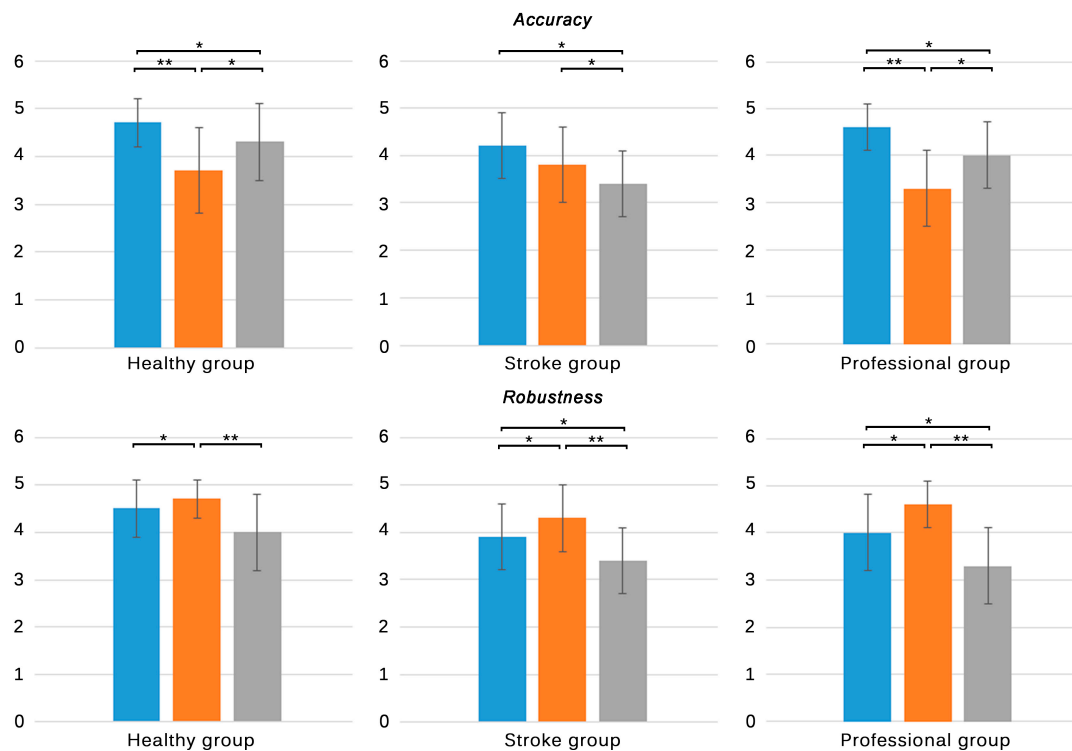 Accuracy
* * *
** * * ** *
6 6 6
5 5 5
4 4 4
3 3 3
2 2 2
1 1 1
0 0 0
Healthy group Stroke group Professional group
Robustness
* *
* ** * ** * **
6 6 6
5 5 5
4 4 4
3 3 3
2 2 2
1 1 1
0 0 0
Healthy group Stroke group Professional group